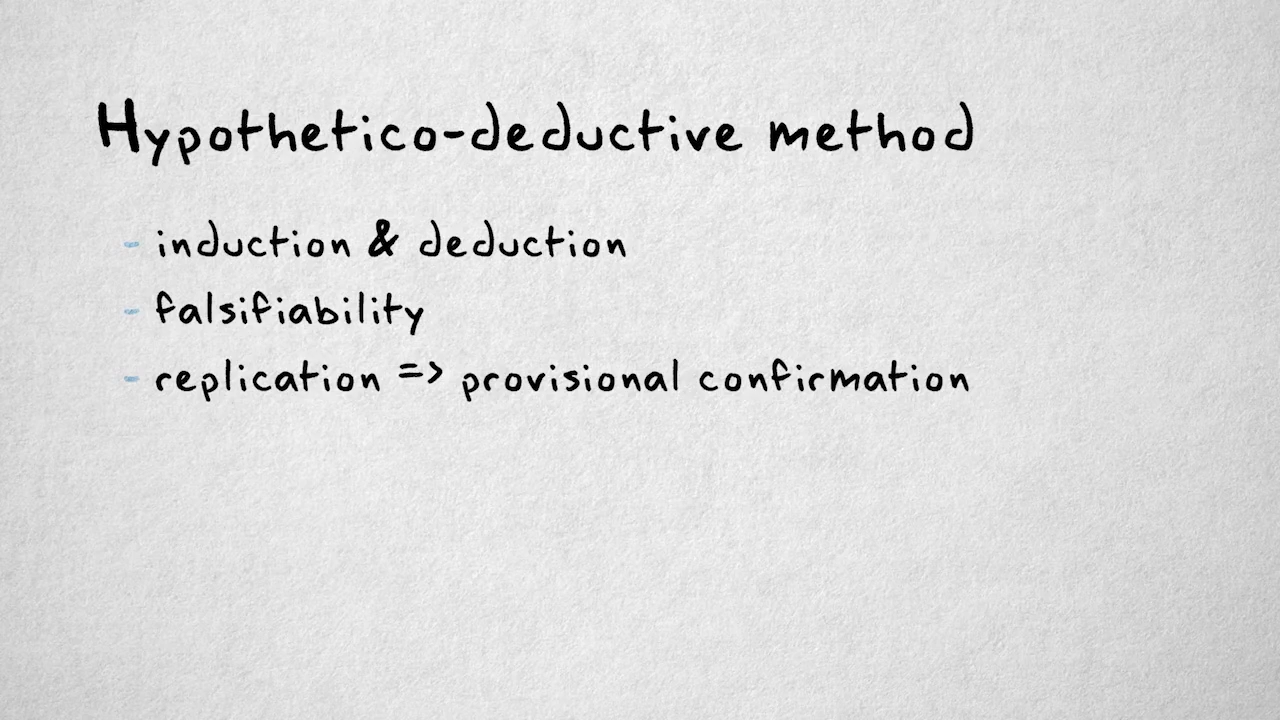 Hypothetico-deductive method
- induction & deduction
- falsifiability
- replication => provisional confirmation